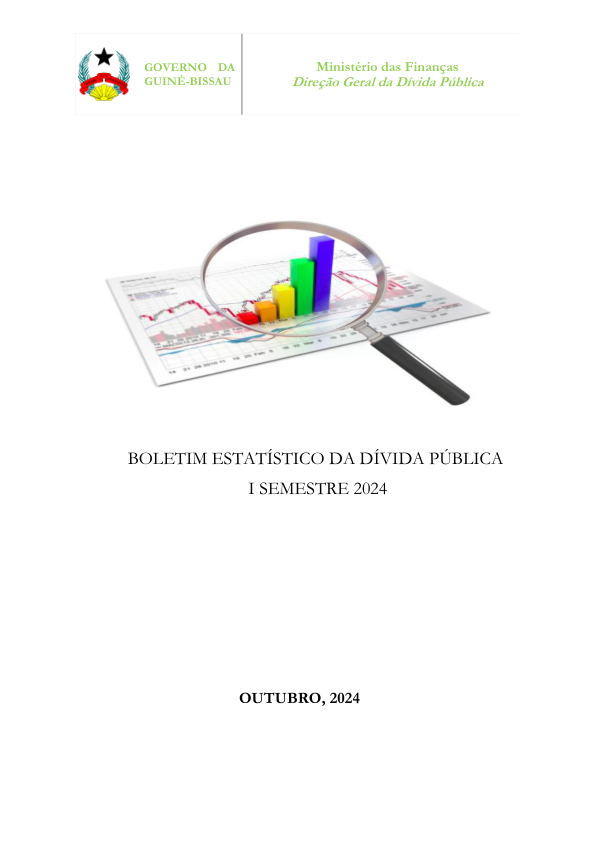 GOVERNO DA
GUINÉ-BISSAU
Ministério das Finanças
Direção Geral da Dívida Pública
BOLETIM ESTATÍSTICO DA DÍVIDA PÚBLICA
I SEMESTRE 2024
OUTUBRO, 2024